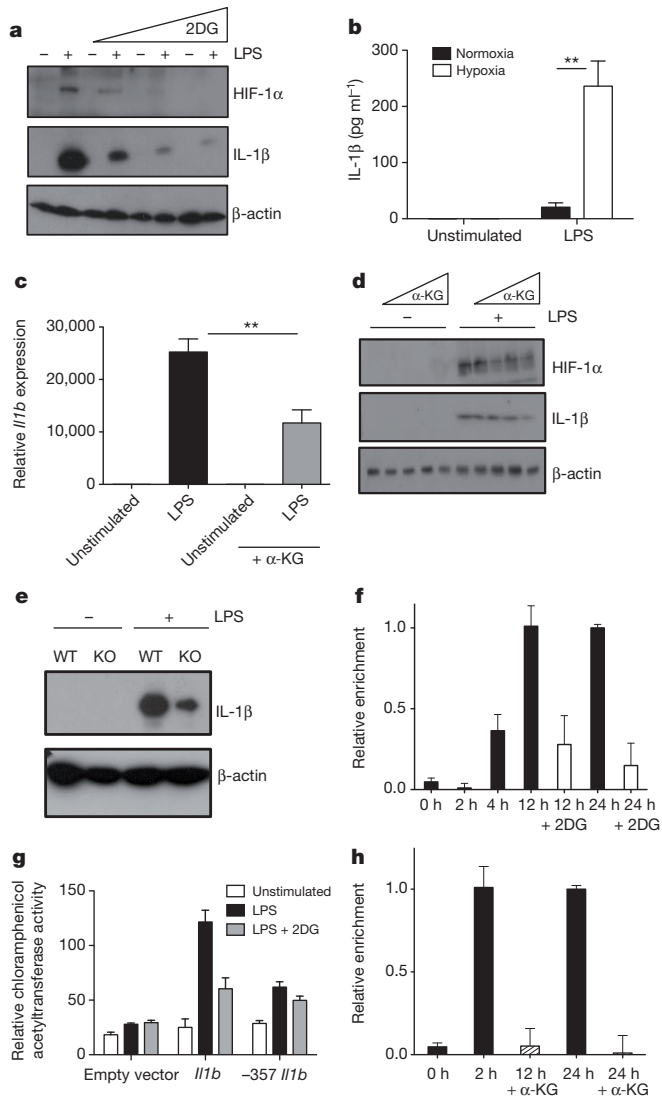 a
2DG
– + – + – + – + LPS
HIF-1α
IL-1β
β-actin
b
Normoxia
Hypoxia
**
IL-1β (pg ml–1)
300
200
100
0
Unstimulated
LPS
c
Relative Il1b expression
30,000
20,000
10,000
0
**
Unstimulated
LPS
Unstimulated
LPS
+ α-KG
d
α-KG α-KG
– + LPS
HIF-1α
IL-1β
β-actin
e
– + LPS
WT KO WT KO
IL-1β
β-actin
f
Relative enrichment
1.0
0.5
0.0
0 h 2 h 4 h 12 h 12 h 24 h 24 h
+ 2DG + 2DG
g
Relative chloramphenicol
acetyltransferase activity
150
100
50
0
Unstimulated
LPS
LPS + 2DG
Empty vector Il1b –357 Il1b
h
Relative enrichment
1.0
0.5
0.0
0 h 2 h 12 h 24 h 24 h
+ α-KG + α-KG